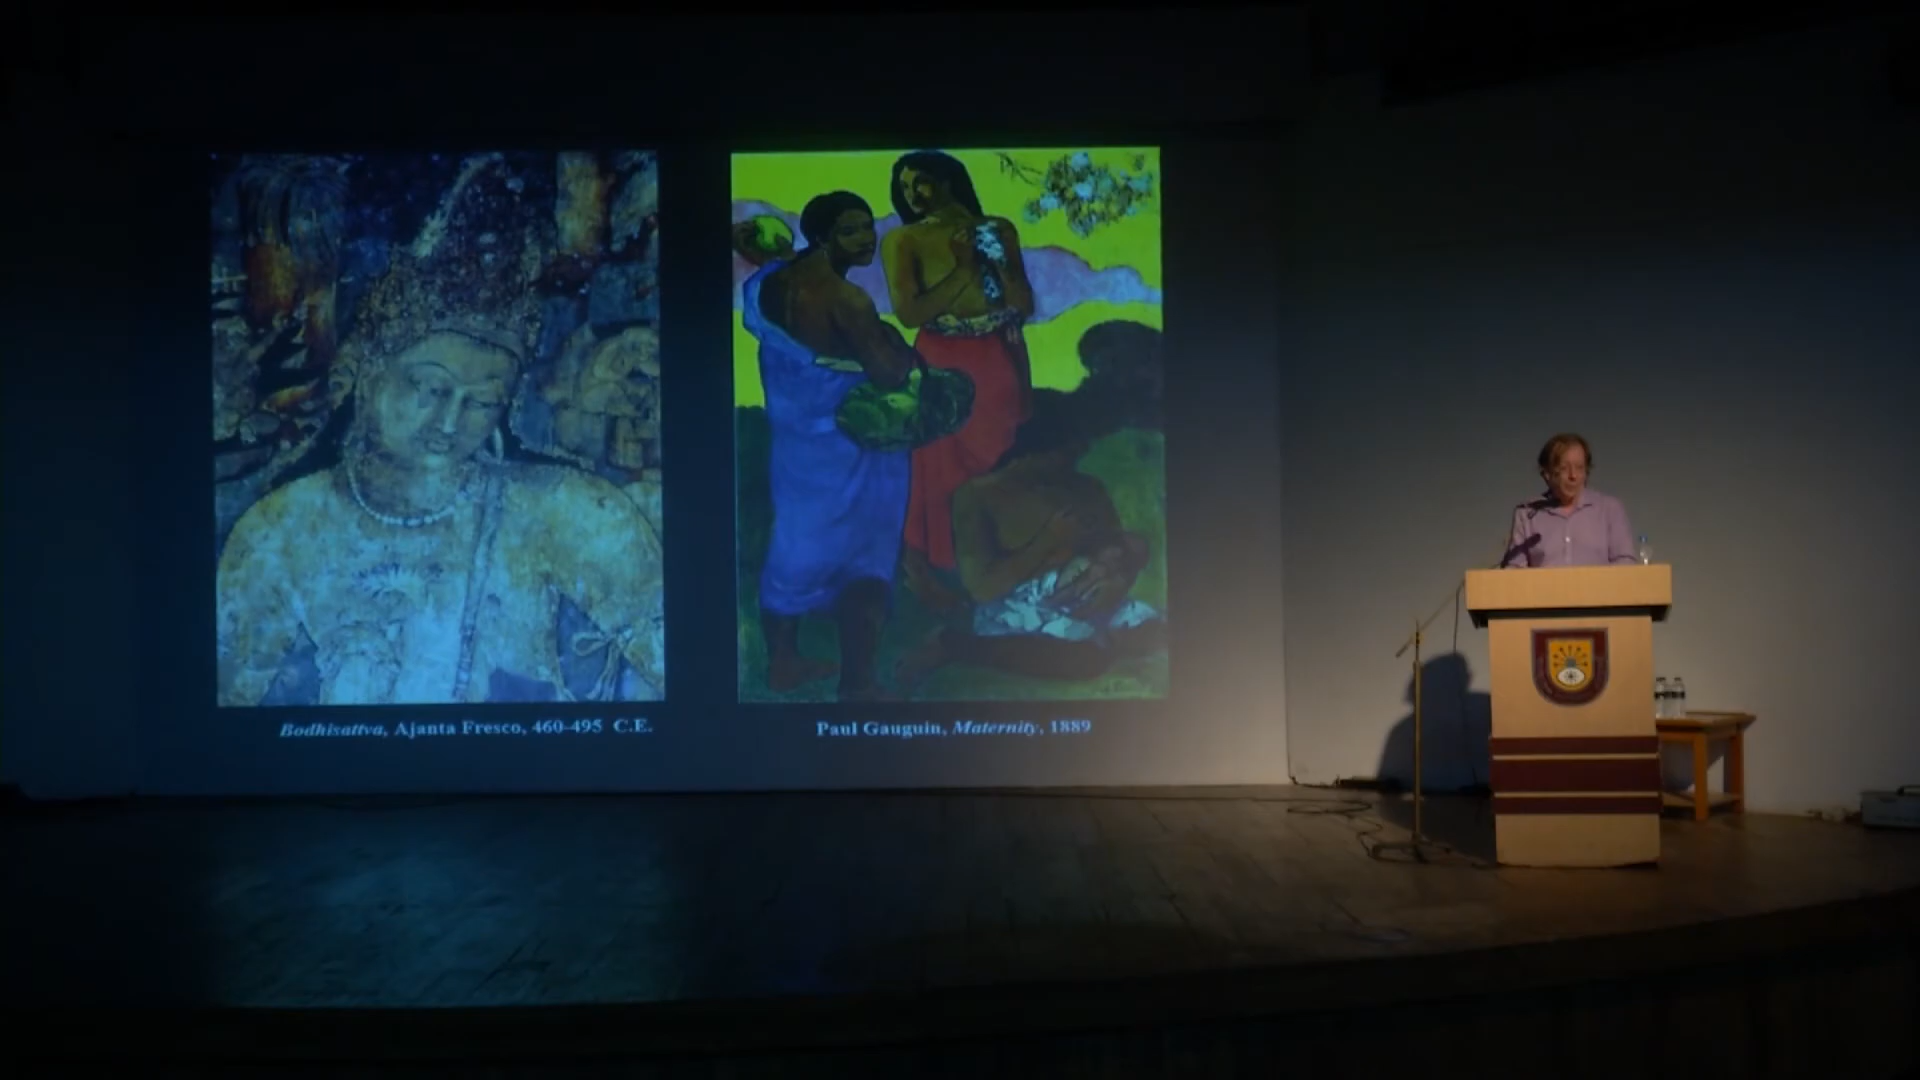 Bodhisattva, Ajanta Fresco, 460-495 C.E.
Paul Gauguin, Maternity, 1889